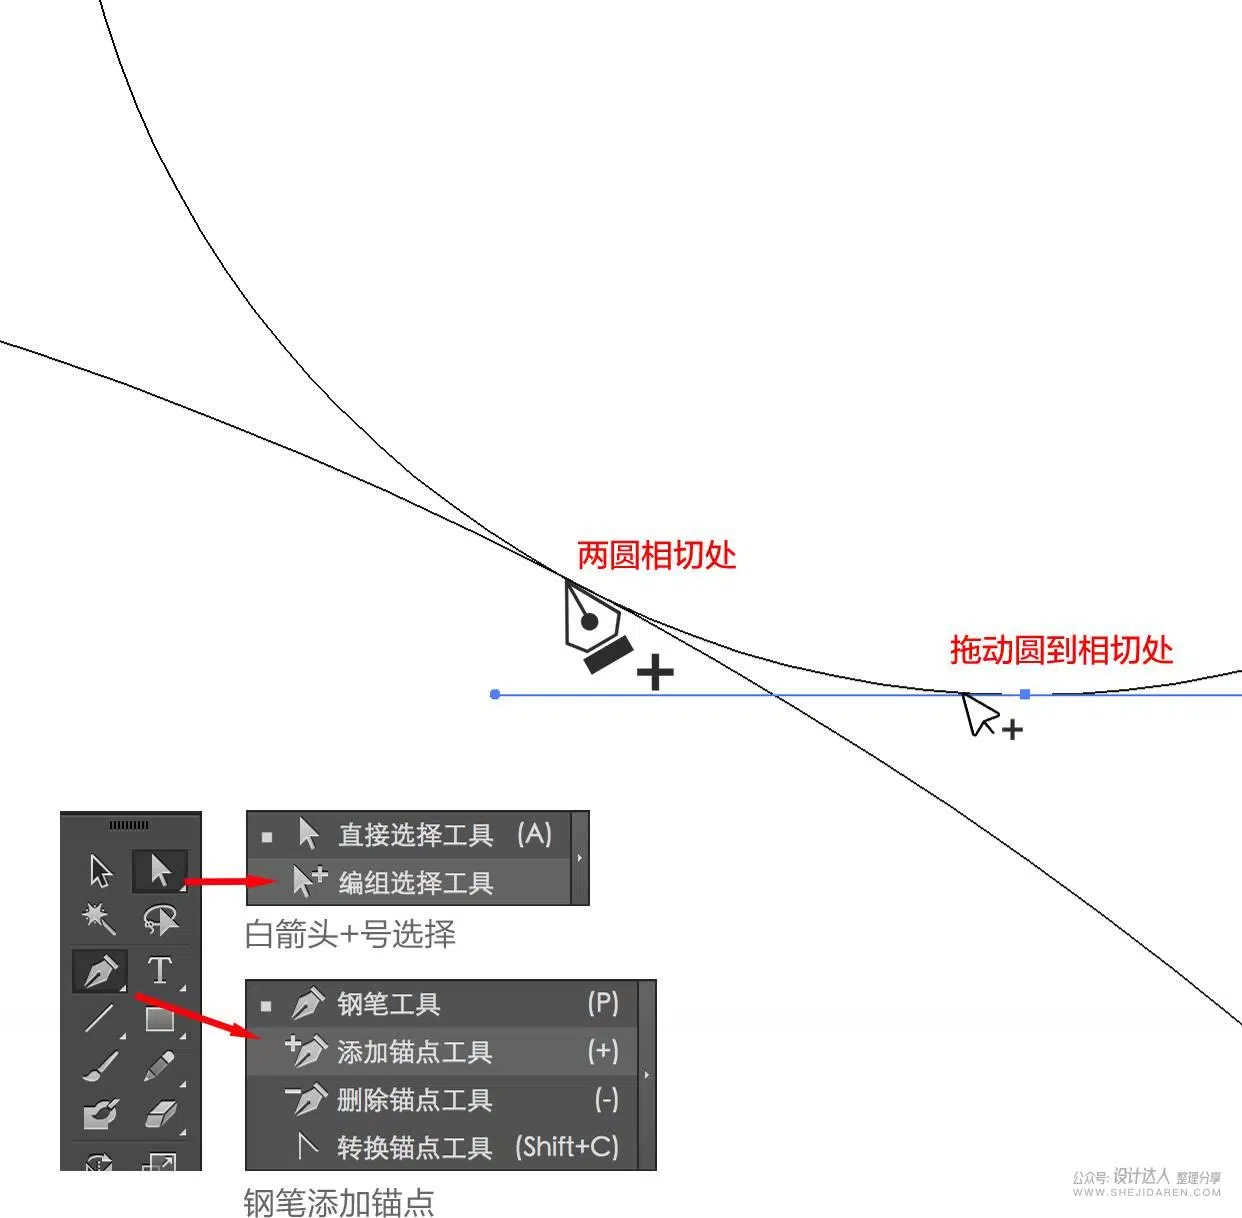 两圆相切处
拖动圆到相切处
直接选择工具 (A)
编组选择工具
白箭头+号选择
T
钢笔工具 (P)
添加锚点工具 (+)
删除锚点工具 (-)
转换锚点工具 (Shift+C)
钢笔添加锚点
公众号: 设计达人 整理分享
WWW.SHEJIDAREN.COM